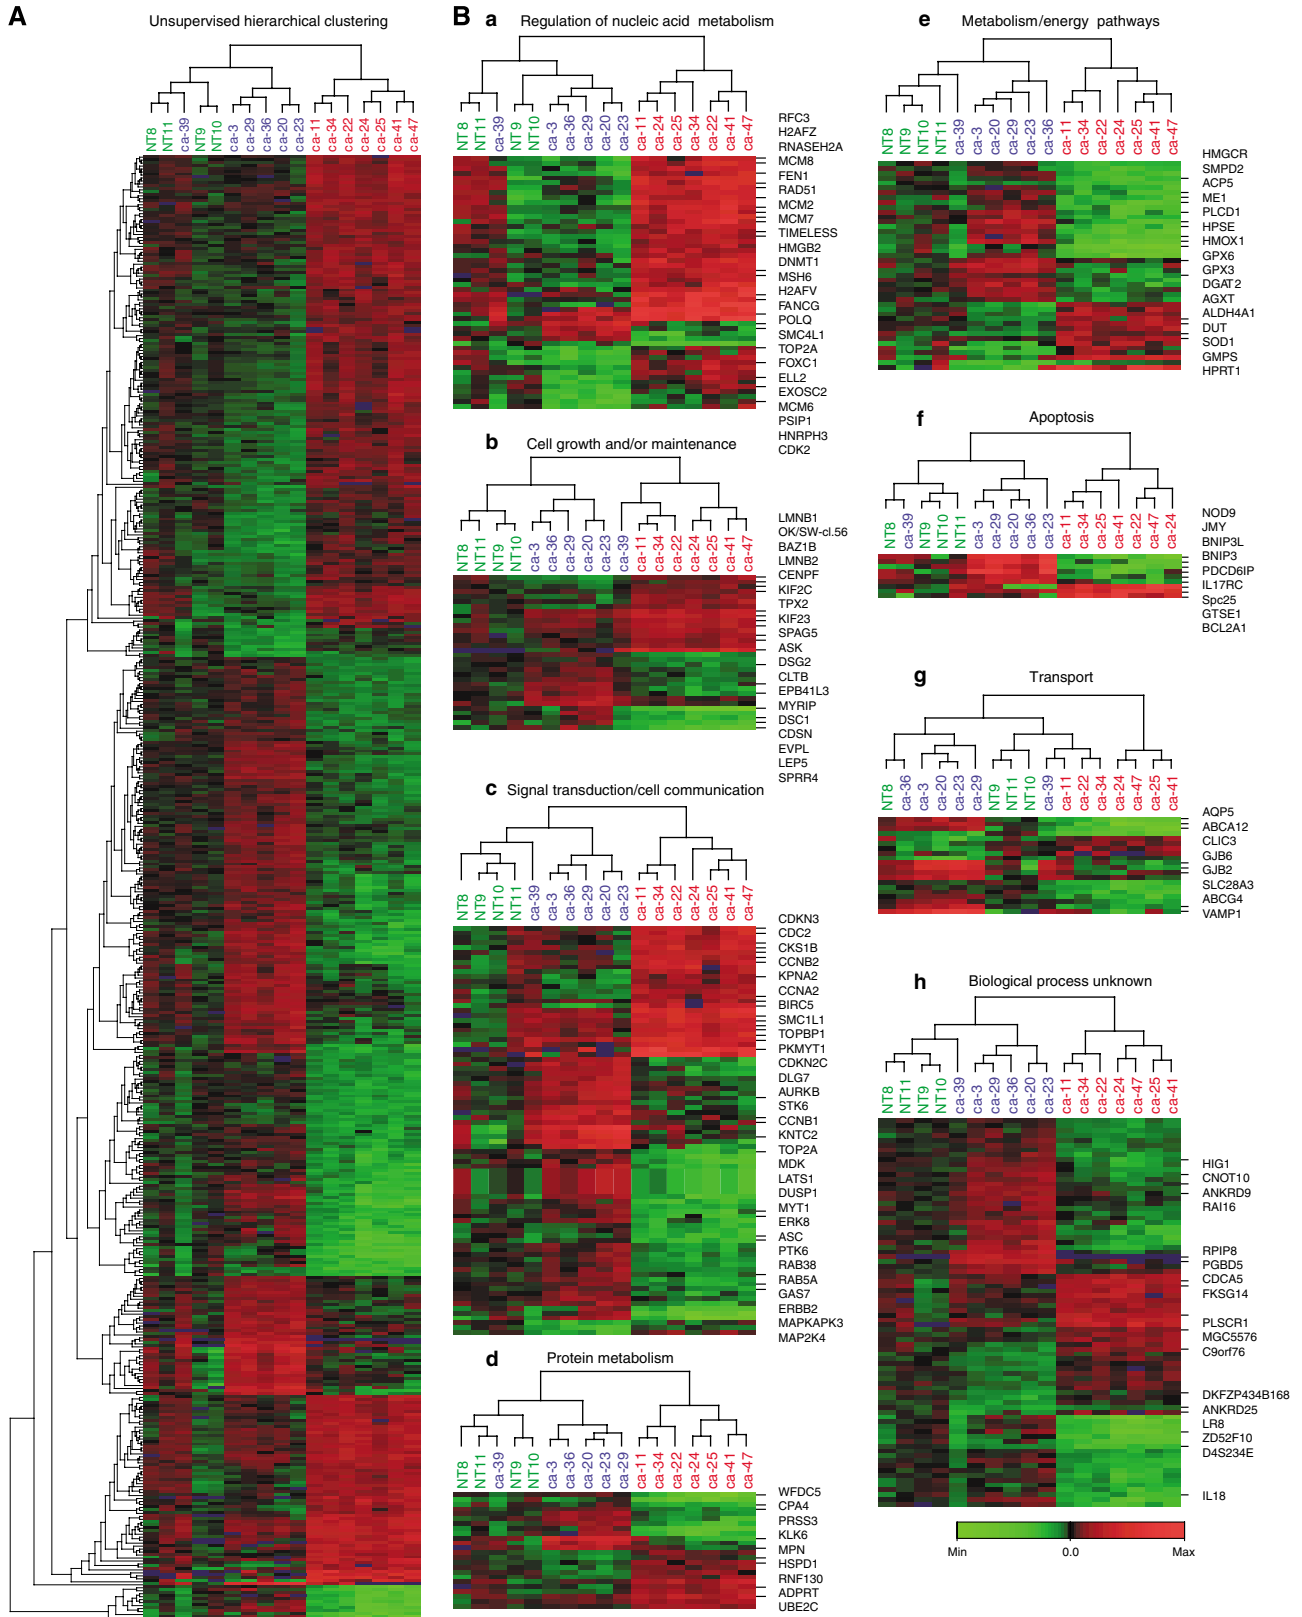 A
Unsupervised hierarchical clustering
NT8 NT11 ca-39 NT9 NT10 ca-3 ca-29 ca-36 ca-20 ca-23 ca-11 ca-34 ca-22 ca-24 ca-25 ca-41 ca-47
B
a Regulation of nucleic acid metabolism
NT8 NT11 ca-39 NT9 NT10 ca-3 ca-36 ca-29 ca-20 ca-23 ca-11 ca-24 ca-25 ca-34 ca-22 ca-41 ca-47
RFC3
H2AFZ
RNASEH2A
MCM8
FEN1
RAD51
MCM2
MCM7
TIMELESS
HMGB2
DNMT1
MSH6
H2AFV
FANCG
POLQ
SMC4L1
TOP2A
FOXC1
ELL2
EXOSC2
MCM6
PSIP1
HNRPH3
CDK2
b Cell growth and/or maintenance
NT8 NT11 NT9 NT10 ca-3 ca-36 ca-29 ca-20 ca-23 ca-39 ca-11 ca-34 ca-22 ca-24 ca-25 ca-41 ca-47
LMNB1
OK/SW-cl.56
BAZ1B
LMNB2
CENPF
KIF2C
TPX2
KIF23
SPAG5
ASK
DSG2
CLTB
EPB41L3
MYRIP
DSC1
CDSN
EVPL
LEP5
SPRR4
c Signal transduction/cell communication
NT8 NT9 NT10 NT11 ca-39 ca-3 ca-36 ca-29 ca-20 ca-23 ca-11 ca-34 ca-22 ca-24 ca-25 ca-41 ca-47
CDKN3
CDC2
CKS1B
CCNB2
KPNA2
CCNA2
BIRC5
SMC1L1
TOPBP1
PKMYT1
CDKN2C
DLG7
AURKB
STK6
CCNB1
KNTC2
TOP2A
MDK
LATS1
DUSP1
MYT1
ERK8
ASC
PTK6
RAB38
RAB5A
GAS7
ERBB2
MAPKAPK3
MAP2K4
d Protein metabolism
NT8 NT11 ca-39 NT9 NT10 ca-3 ca-36 ca-20 ca-23 ca-29 ca-11 ca-34 ca-22 ca-24 ca-25 ca-41 ca-47
WFDC5
CPA4
PRSS3
KLK6
MPN
HSPD1
RNF130
ADPRT
UBE2C
e Metabolism/energy pathways
NT8 NT9 NT10 NT11 ca-39 ca-3 ca-20 ca-29 ca-23 ca-36 ca-11 ca-34 ca-22 ca-24 ca-25 ca-41 ca-47
HMGCR
SMPD2
ACP5
ME1
PLCD1
HPSE
HMOX1
GPX6
GPX3
DGAT2
AGXT
ALDH4A1
DUT
SOD1
GMPS
HPRT1
f Apoptosis
NT8 ca-39 NT9 NT10 NT11 ca-3 ca-29 ca-20 ca-36 ca-23 ca-11 ca-34 ca-25 ca-41 ca-22 ca-47 ca-24
NOD9
JMY
BNIP3L
BNIP3
PDCD6IP
IL17RC
Spc25
GTSE1
BCL2A1
g Transport
NT8 ca-36 ca-3 ca-20 ca-23 ca-29 NT9 NT11 NT10 ca-39 ca-11 ca-22 ca-34 ca-24 ca-47 ca-25 ca-41
AQP5
ABCA12
CLIC3
GJB6
GJB2
SLC28A3
ABCG4
VAMP1
h Biological process unknown
NT8 NT11 NT9 NT10 ca-39 ca-3 ca-29 ca-36 ca-20 ca-23 ca-11 ca-34 ca-22 ca-24 ca-47 ca-25 ca-41
HIG1
CNOT10
ANKRD9
RAI16
RPIP8
PGBD5
CDCA5
FKSG14
PLSCR1
MGC5576
C9orf76
DKFZP434B168
ANKRD25
LR8
ZD52F10
D4S234E
IL18
Min 0.0 Max